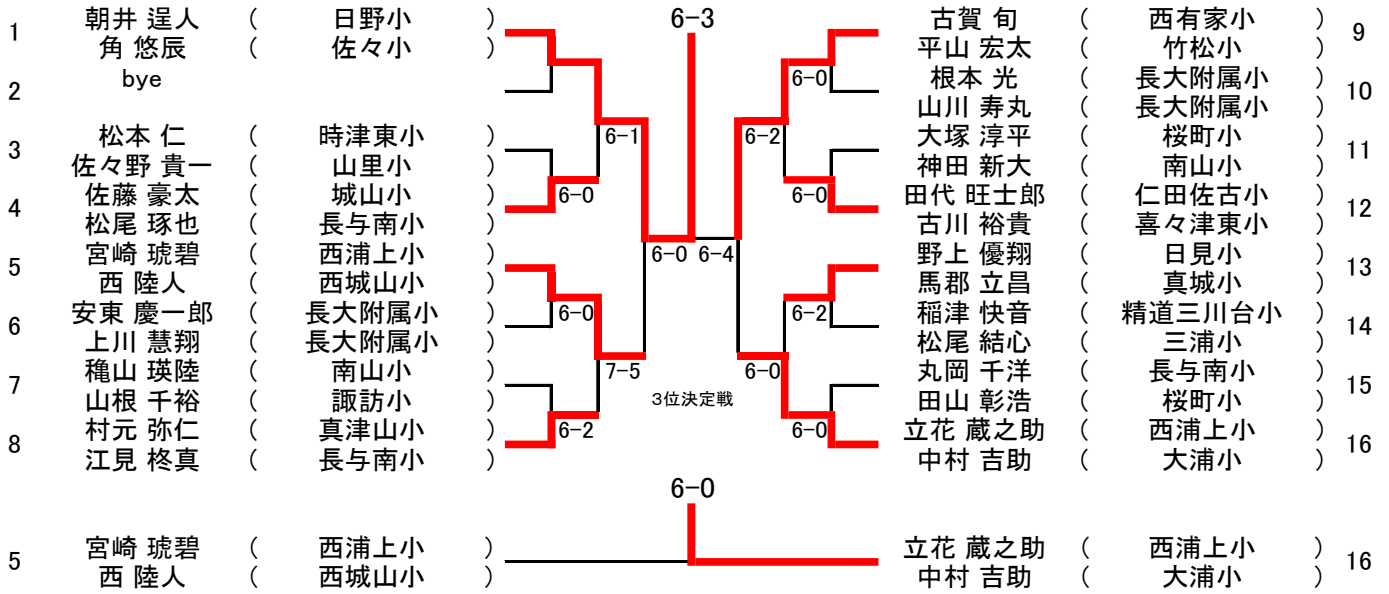 6-3
1 朝井 逞人 ( 日野小 )
角 悠辰 ( 佐々小 )
2 bye
3 松本 仁 ( 時津東小 )
佐々野 貴一 ( 山里小 )
4 佐藤 豪太 ( 城山小 )
松尾 琢也 ( 長与南小 )
5 宮崎 琥碧 ( 西浦上小 )
西 陸人 ( 西城山小 )
6 安東 慶一郎 ( 長大附属小 )
上川 慧翔 ( 長大附属小 )
7 穐山 瑛陸 ( 南山小 )
山根 千裕 ( 諏訪小 )
8 村元 弥仁 ( 真津山小 )
江見 柊真 ( 長与南小 )
6-1
6-0
6-0 6-4
6-0
7-5
6-2
3位決定戦
6-0
6-2
6-0
6-2
6-0
6-0
古賀 旬 ( 西有家小 ) 9
平山 宏太 ( 竹松小 )
根本 光 ( 長大附属小 ) 10
山川 寿丸 ( 長大附属小 )
大塚 淳平 ( 桜町小 ) 11
神田 新大 ( 南山小 )
田代 旺士郎 ( 仁田佐古小 ) 12
古川 裕貴 ( 喜々津東小 )
野上 優翔 ( 日見小 ) 13
馬郡 立昌 ( 真城小 )
稲津 快音 ( 精道三川台小 ) 14
松尾 結心 ( 三浦小 )
丸岡 千洋 ( 長与南小 ) 15
田山 彰浩 ( 桜町小 )
立花 蔵之助 ( 西浦上小 ) 16
中村 吉助 ( 大浦小 )
6-0
5 宮崎 琥碧 ( 西浦上小 )
西 陸人 ( 西城山小 )
立花 蔵之助 ( 西浦上小 ) 16
中村 吉助 ( 大浦小 )